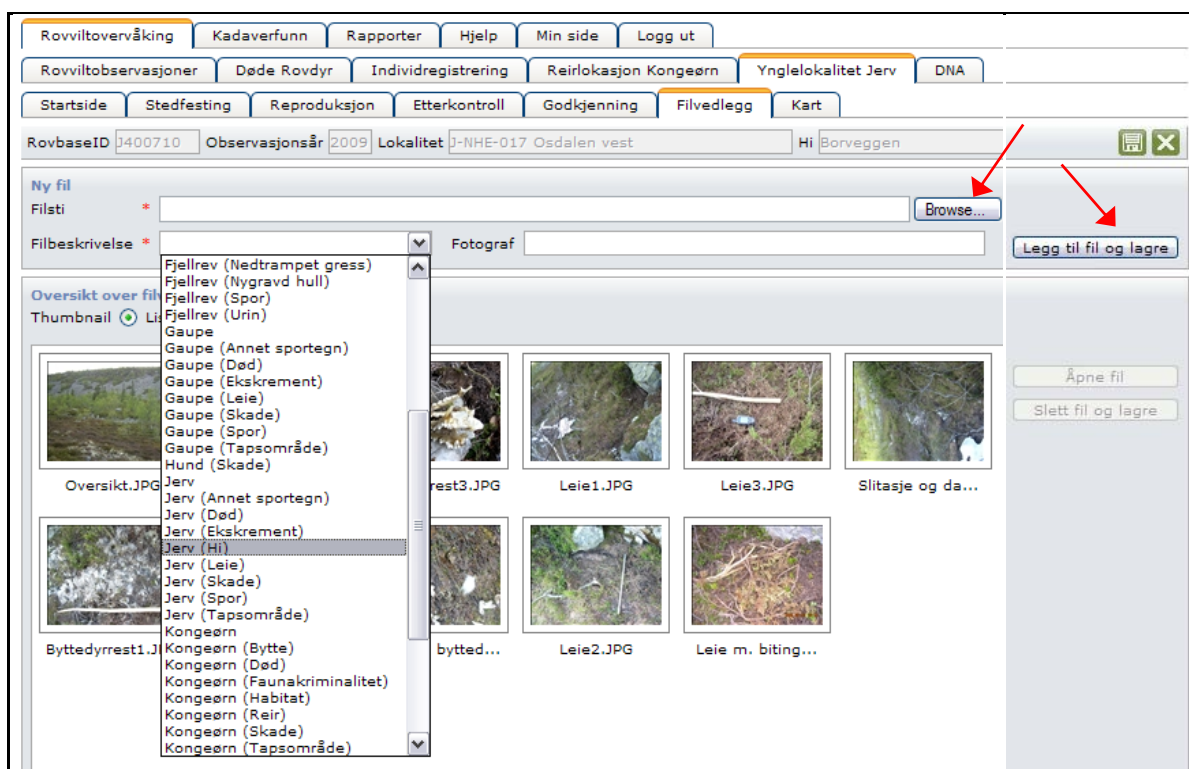 Rovviltovervåking Kadaverfunn Rapporter Hjelp Min side Logg ut
Rovviltobservasjoner Døde Rovdyr Individregistrering Reirlokasjon Kongeørn Ynglelokalitet Jerv DNA
Startside Stedfesting Reproduksjon Etterkontroll Godkjenning Filvedlegg Kart
RovbaseID J400710 Observasjonsår 2009 Lokalitet J-NHE-017 Osdalen vest Hi Borveggen
Ny fil
Filsti * Browse...
Filbeskrivelse * Fotograf Legg til fil og lagre
Fjellrev (Nedtrampet gress)
Fjellrev (Nygravd hull)
Fjellrev (Spor)
Fjellrev (Urin)
Gaupe
Gaupe (Annet sportegn)
Gaupe (Død)
Gaupe (Ekskrement)
Gaupe (Leie)
Gaupe (Skade)
Gaupe (Spor)
Gaupe (Tapsområde)
Hund (Skade)
Jerv
Jerv (Annet sportegn)
Jerv (Død)
Jerv (Ekskrement)
Jerv (Hi)
Jerv (Leie)
Jerv (Skade)
Jerv (Spor)
Jerv (Tapsområde)
Kongeørn
Kongeørn (Bytte)
Kongeørn (Død)
Kongeørn (Faunakriminalitet)
Kongeørn (Habitat)
Kongeørn (Reir)
Kongeørn (Skade)
Kongeørn (Tapsområde)
Oversikt over fil
Thumbnail Li
Åpne fil
Slett fil og lagre
Oversikt.JPG rest3.JPG Leie1.JPG Leie3.JPG Slitasje og da...
Byttedyrrest1.J bytted... Leie2.JPG Leie m. biting...